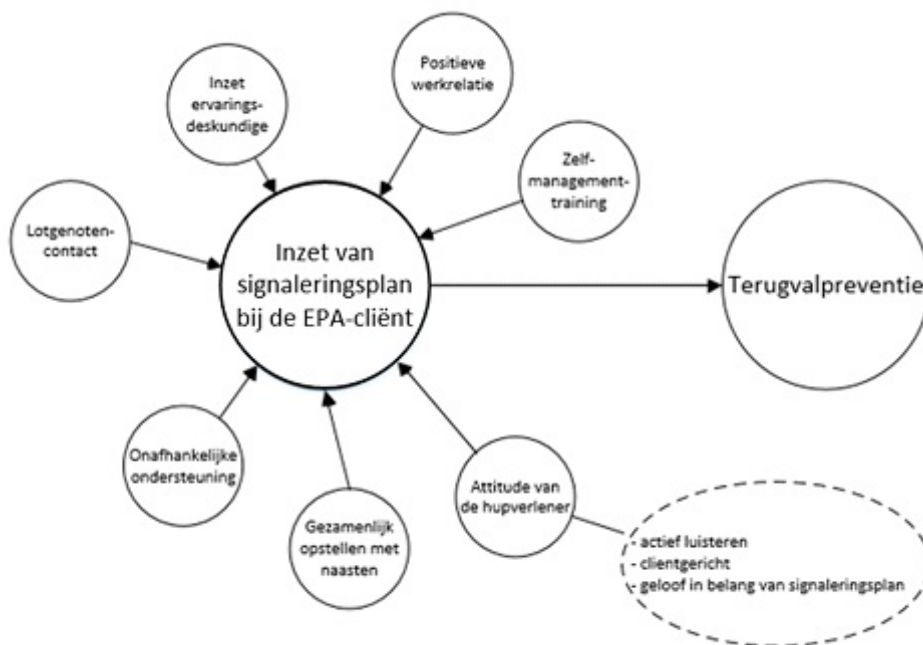 Inzet
ervarings-
deskundige
Positieve
werkrelatie
Zelf-
management-
training
Lotgenoten-
contact
Inzet van
signaleringsplan
bij de EPA-cliënt
Terugvalpreventie
Onafhankelijke
ondersteuning
Gezamenlijk
opstellen met
naasten
Attitude van
de hupverlener
- actief luisteren
- clientgericht
- geloof in belang van signaleringsplan